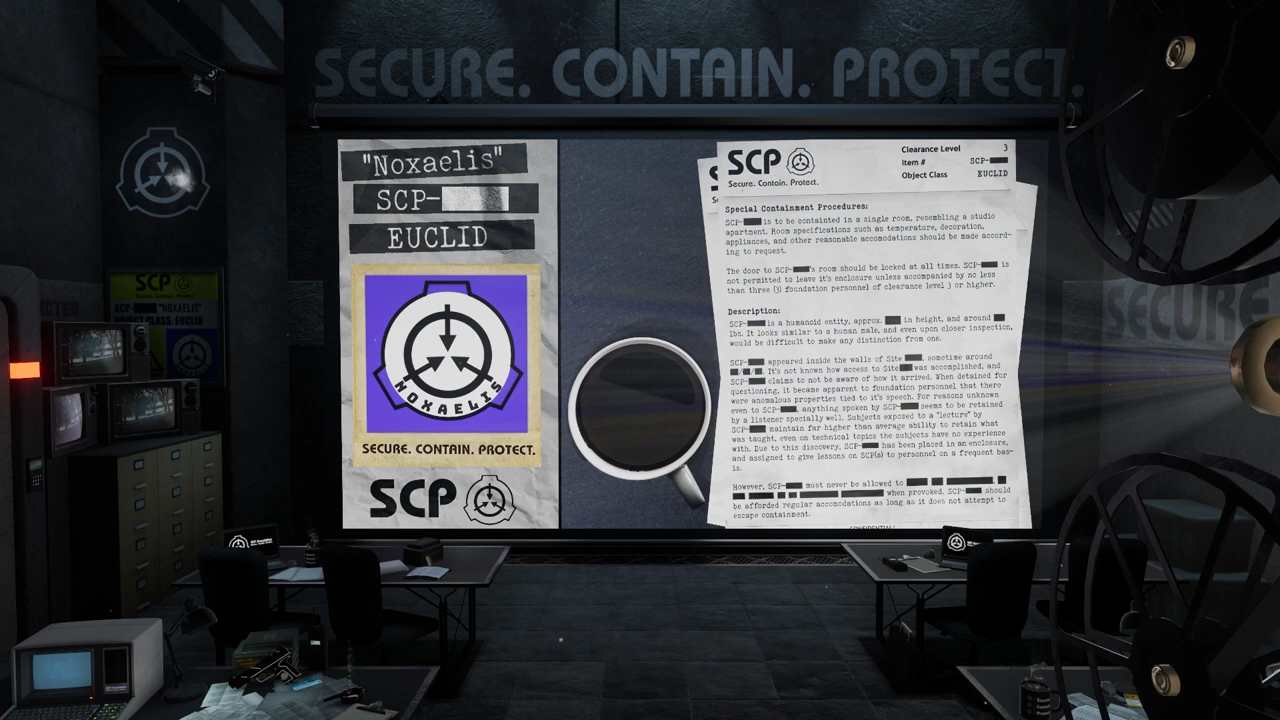 SECURE. CONTAIN. PROTECT.
"Noxaelis"
SCP-
EUCLID
NOXAELIS
SECURE. CONTAIN. PROTECT.
SCP
SCP
Secure. Contain. Protect.
Clearance Level 3
Item # SCP-
Object Class EUCLID
Special Containment Procedures:
SCP- is to be containted in a single room, resembling a studio
apartment. Room specifications such as temperature, decoration,
appliances, and other reasonable accomodations should be made accord-
ing to request.
The door to SCP- 's room should be locked at all times. SCP- is
not permitted to leave it's enclosure unless accompanied by no less
than three (3) foundation personnel of clearance level 3 or higher.
Description:
SCP- is a humanoid entity, approx. in height, and around
lbs. It looks similar to a human male, and even upon closer inspection,
would be difficult to make any distinction from one.
SCP- appeared inside the walls of Site , sometime around
/ / . It's not known how access to Site was accomplished, and
SCP- claims to not be aware of how it arrived. When detained for
questioning, it became apparent to foundation personnel that there
were anomalous properties tied to it's speech. For reasons unknown
even to SCP- , anything spoken by SCP- seems to be retained
by a listener specially well. Subjects exposed to a "lecture" by
SCP- maintain far higher than average ability to retain what
was taught, even on technical topics the subjects have no experience
with. Due to this discovery, SCP- has been placed in an enclosure,
and assigned to give lessons on SCP(s) to personnel on a frequent bas-
is.
However, SCP- must never be allowed to
when provoked. SCP- should
be afforded regular accomodations as long as it does not attempt to
escape containment.
CONFIDENTIAL
SCP
Secure. Contain. Protect.
SCP- "NOXAELIS"
OBJECT CLASS: EUCLID
SECURE